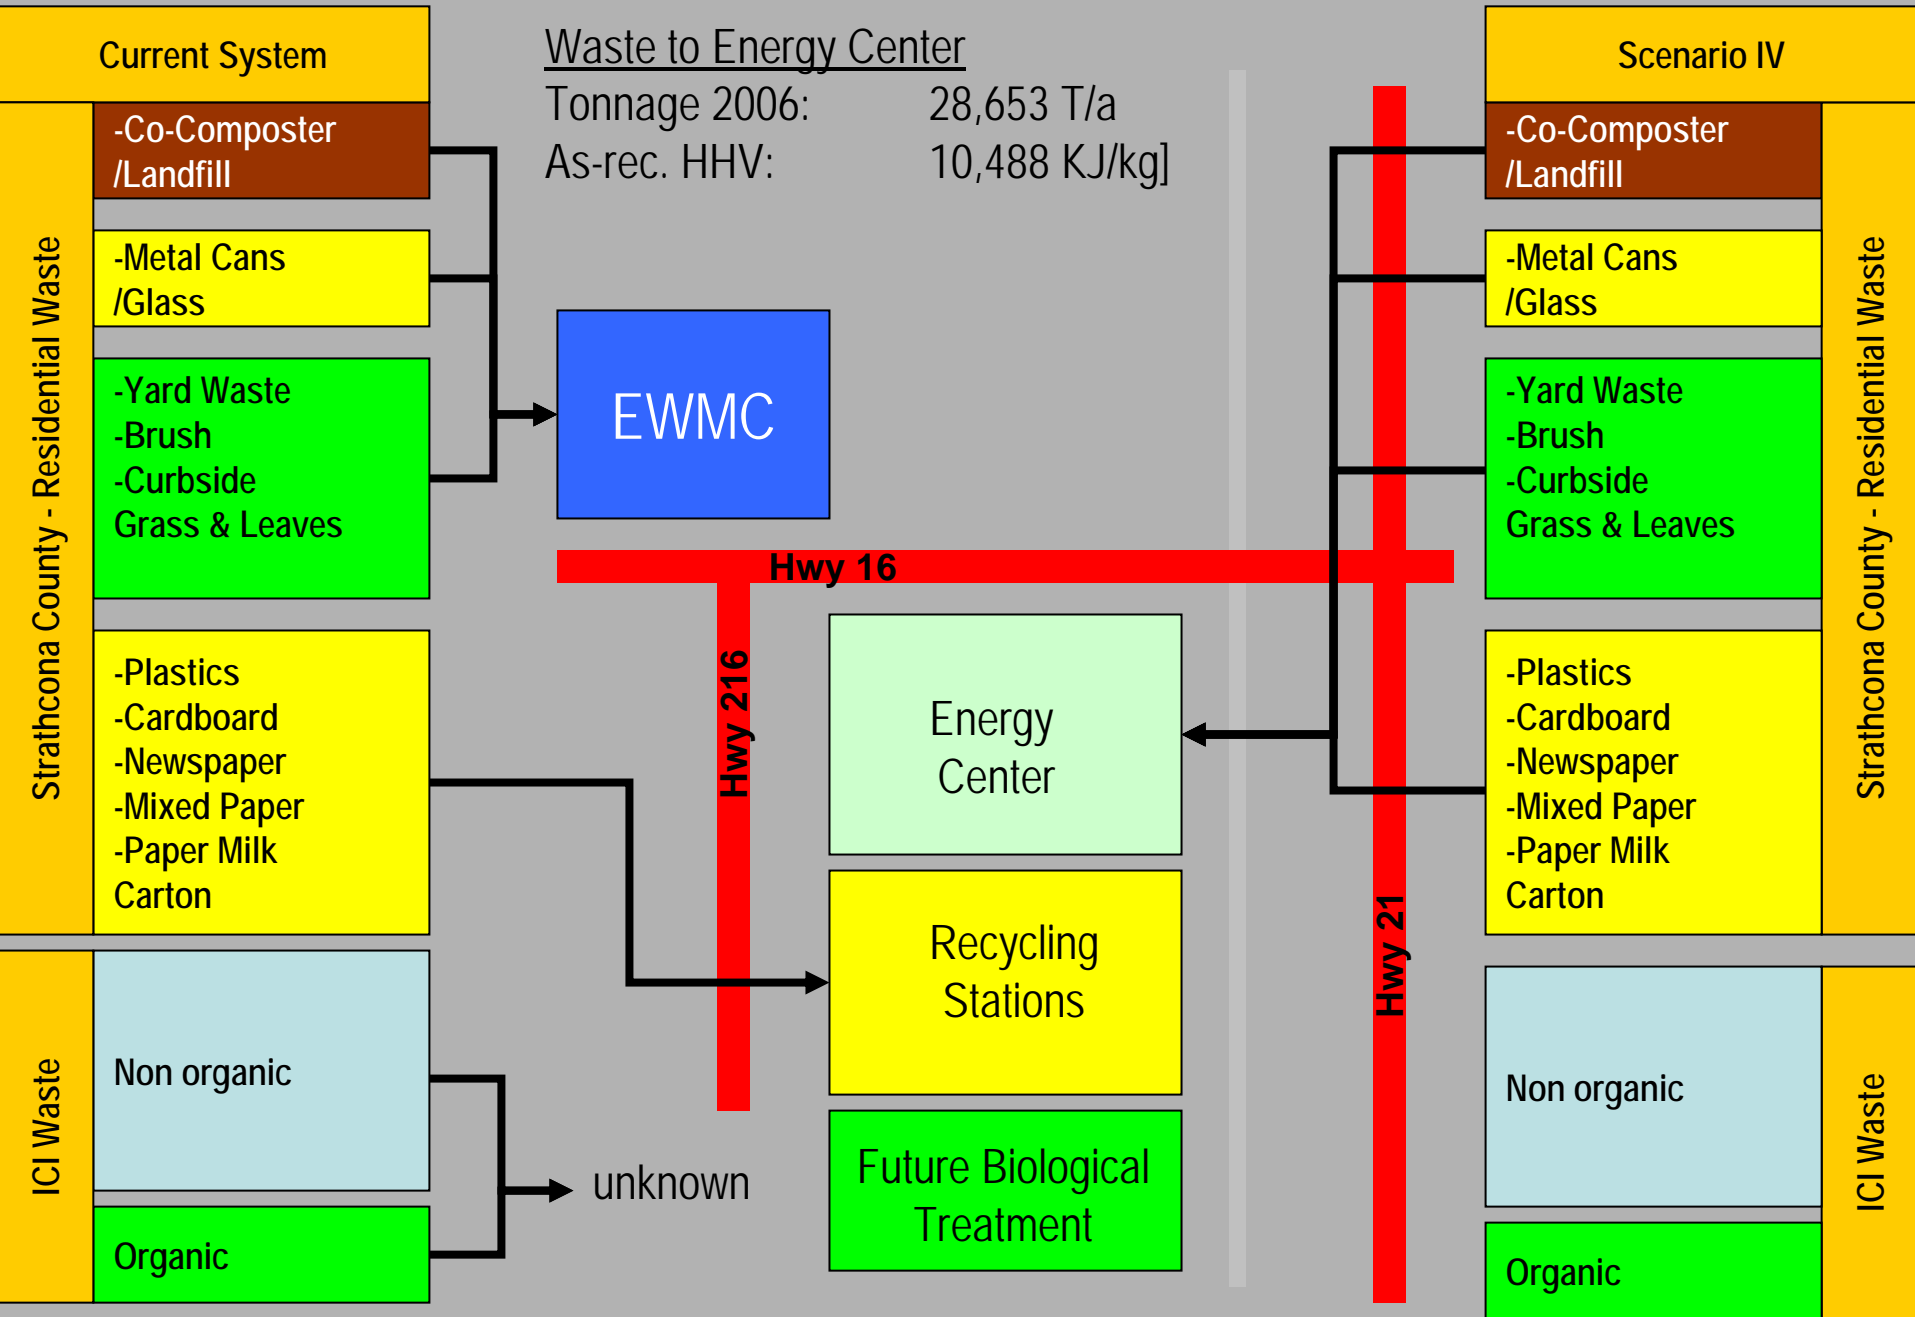 Current System
Strathcona County - Residential Waste
-Co-Composter
/Landfill
-Metal Cans
/Glass
-Yard Waste
-Brush
-Curbside
Grass & Leaves
-Plastics
-Cardboard
-Newspaper
-Mixed Paper
-Paper Milk
Carton
ICI Waste
Non organic
Organic
Waste to Energy Center
Tonnage 2006: 28,653 T/a
As-rec. HHV: 10,488 KJ/kg]
EWMC
Hwy 16
Hwy 216
Energy
Center
Recycling
Stations
unknown
Future Biological
Treatment
Hwy 21
Scenario IV
-Co-Composter
/Landfill
-Metal Cans
/Glass
-Yard Waste
-Brush
-Curbside
Grass & Leaves
-Plastics
-Cardboard
-Newspaper
-Mixed Paper
-Paper Milk
Carton
Strathcona County - Residential Waste
Non organic
Organic
ICI Waste